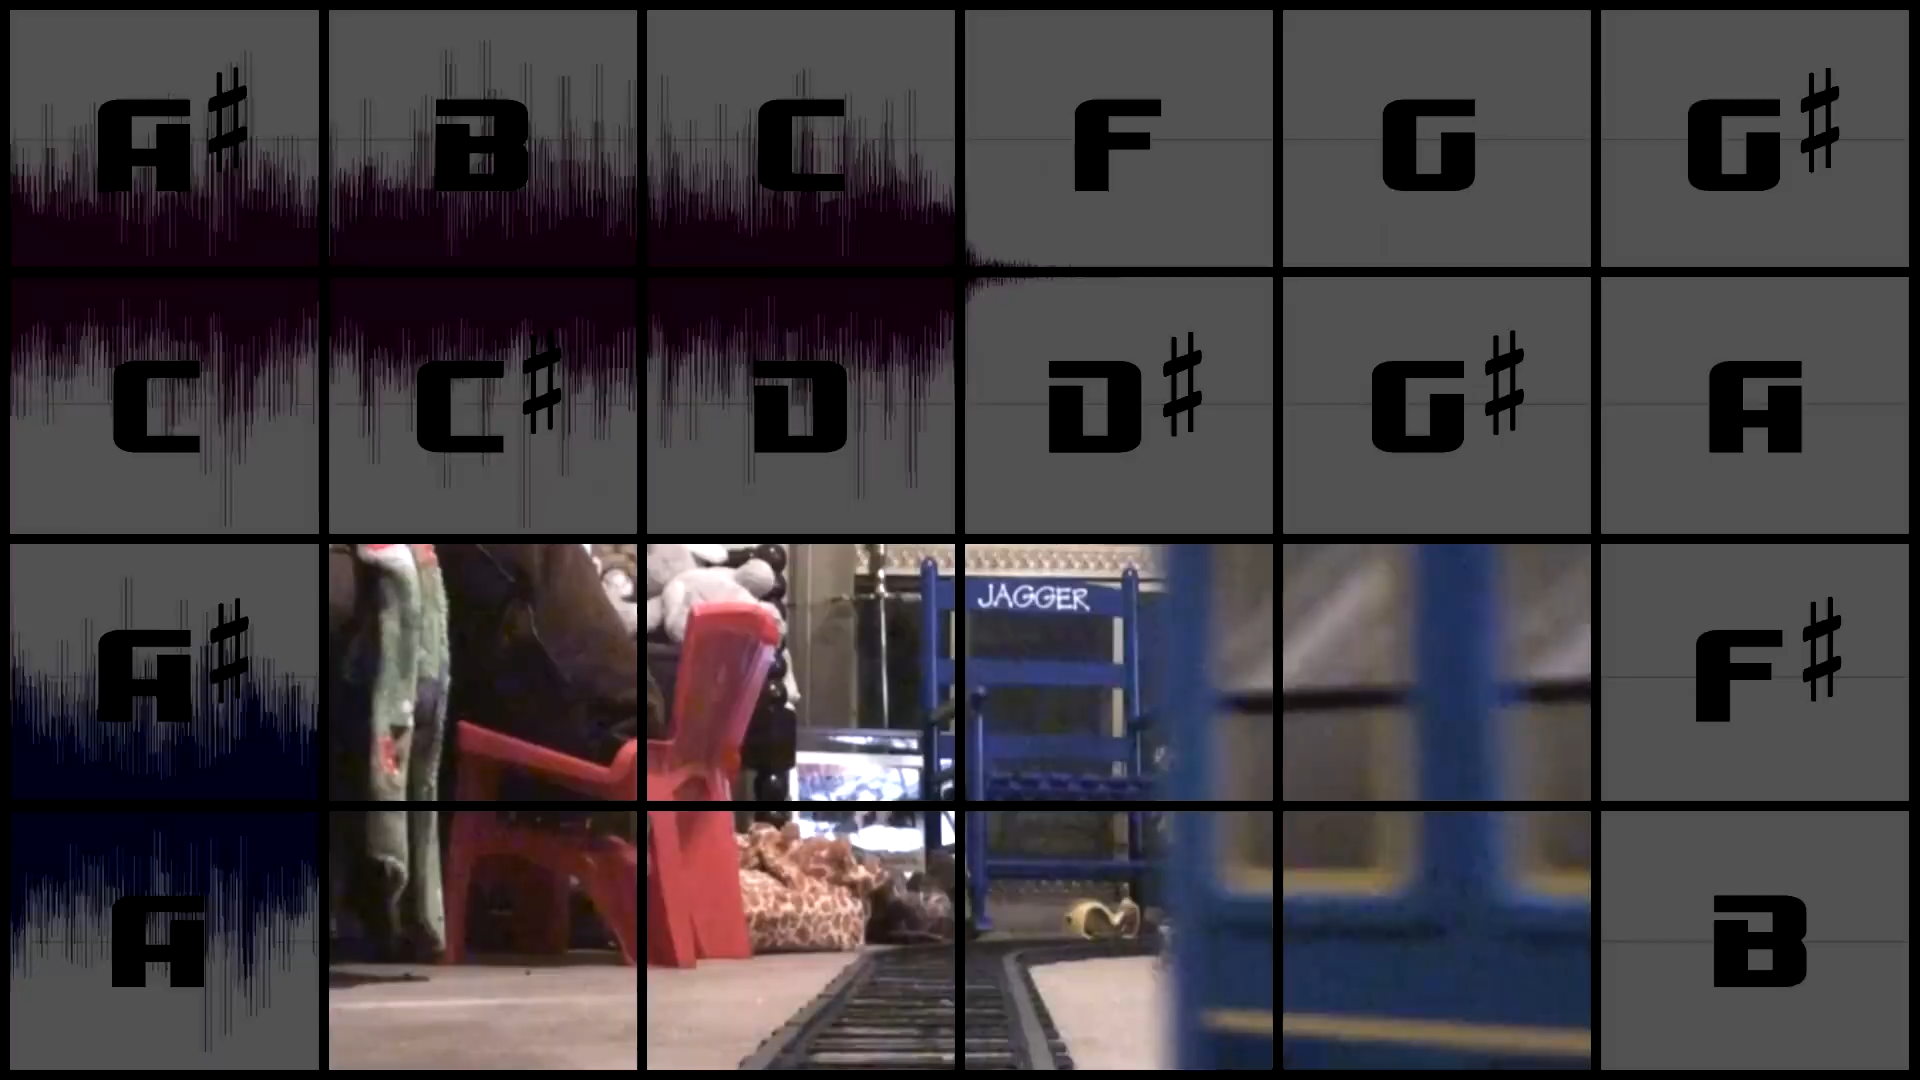 A♯ B C F G G♯
C C♯ D D♯ G♯ A
A♯ JAGGER F♯
A B